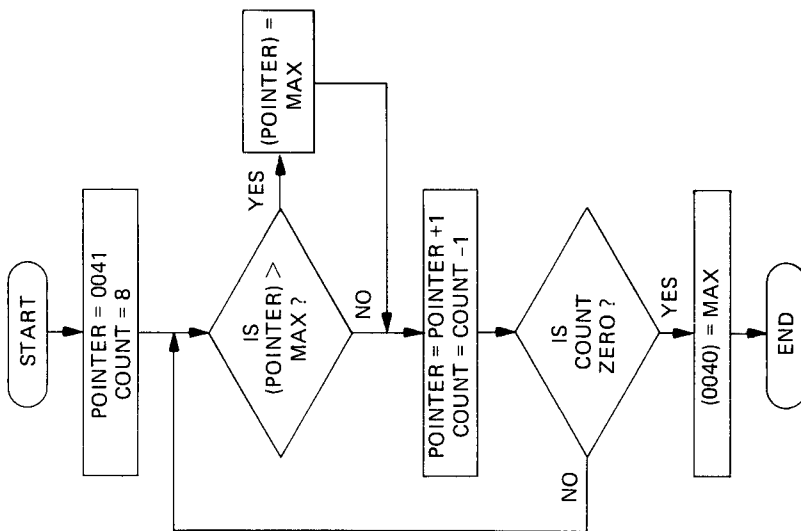 START
POINTER = 0041
COUNT = 8
IS
(POINTER) >
MAX ?
YES
(POINTER) =
MAX
NO
POINTER = POINTER +1
COUNT = COUNT -1
IS
COUNT
ZERO ?
NO
YES
(0040) = MAX
END